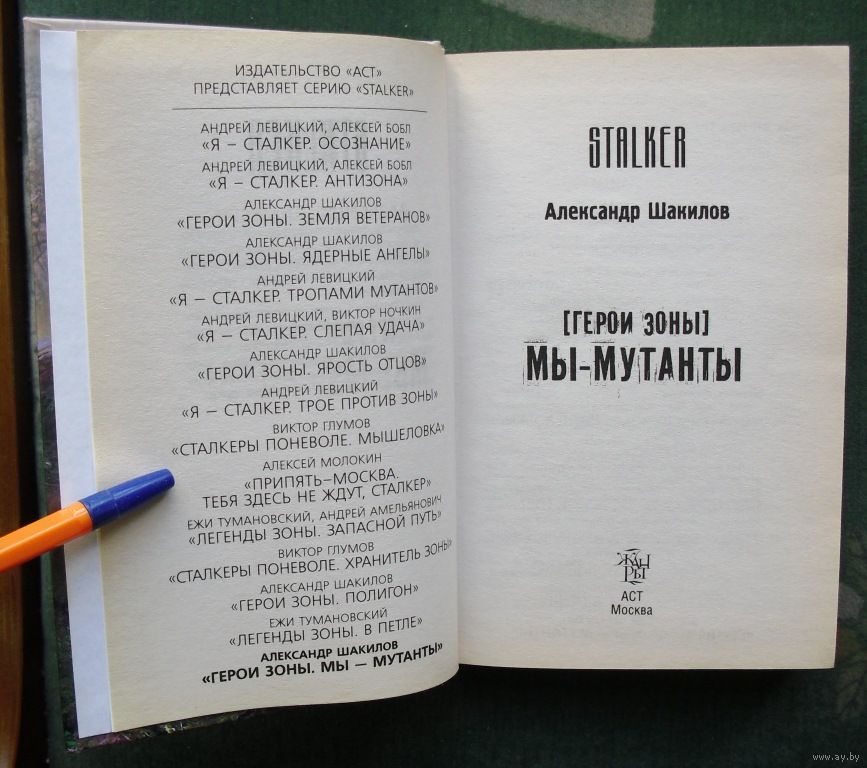 ИЗДАТЕЛЬСТВО «АСТ»
ПРЕДСТАВЛЯЕТ СЕРИЮ «STALKER»
АНДРЕЙ ЛЕВИЦКИЙ, АЛЕКСЕЙ БОБЛ
«Я – СТАЛКЕР. ОСОЗНАНИЕ»
АНДРЕЙ ЛЕВИЦКИЙ, АЛЕКСЕЙ БОБЛ
«Я – СТАЛКЕР. АНТИЗОНА»
АЛЕКСАНДР ШАКИЛОВ
«ГЕРОИ ЗОНЫ. ЗЕМЛЯ ВЕТЕРАНОВ»
АЛЕКСАНДР ШАКИЛОВ
«ГЕРОИ ЗОНЫ. ЯДЕРНЫЕ АНГЕЛЫ»
АНДРЕЙ ЛЕВИЦКИЙ
«Я – СТАЛКЕР. ТРОПАМИ МУТАНТОВ»
АНДРЕЙ ЛЕВИЦКИЙ, ВИКТОР НОЧКИН
«Я – СТАЛКЕР. СЛЕПАЯ УДАЧА»
АЛЕКСАНДР ШАКИЛОВ
«ГЕРОИ ЗОНЫ. ЯРОСТЬ ОТЦОВ»
АНДРЕЙ ЛЕВИЦКИЙ
«Я – СТАЛКЕР. ТРОЕ ПРОТИВ ЗОНЫ»
ВИКТОР ГЛУМОВ
«СТАЛКЕРЫ ПОНЕВОЛЕ. МЫШЕЛОВКА»
АЛЕКСЕЙ МОЛОКИН
«ПРИПЯТЬ–МОСКВА.
ТЕБЯ ЗДЕСЬ НЕ ЖДУТ, СТАЛКЕР»
ЕЖИ ТУМАНОВСКИЙ, АНДРЕЙ АМЕЛЬЯНОВИЧ
«ЛЕГЕНДЫ ЗОНЫ. ЗАПАСНОЙ ПУТЬ»
ВИКТОР ГЛУМОВ
«СТАЛКЕРЫ ПОНЕВОЛЕ. ХРАНИТЕЛЬ ЗОНЫ»
АЛЕКСАНДР ШАКИЛОВ
«ГЕРОИ ЗОНЫ. ПОЛИГОН»
ЕЖИ ТУМАНОВСКИЙ
«ЛЕГЕНДЫ ЗОНЫ. В ПЕТЛЕ»
АЛЕКСАНДР ШАКИЛОВ
«ГЕРОИ ЗОНЫ. МЫ — МУТАНТЫ»
STALKER
Александр Шакилов
[ГЕРОИ ЗОНЫ]
МЫ-МУТАНТЫ
ЖАН
РЫ
АСТ
Москва
www.ay.by